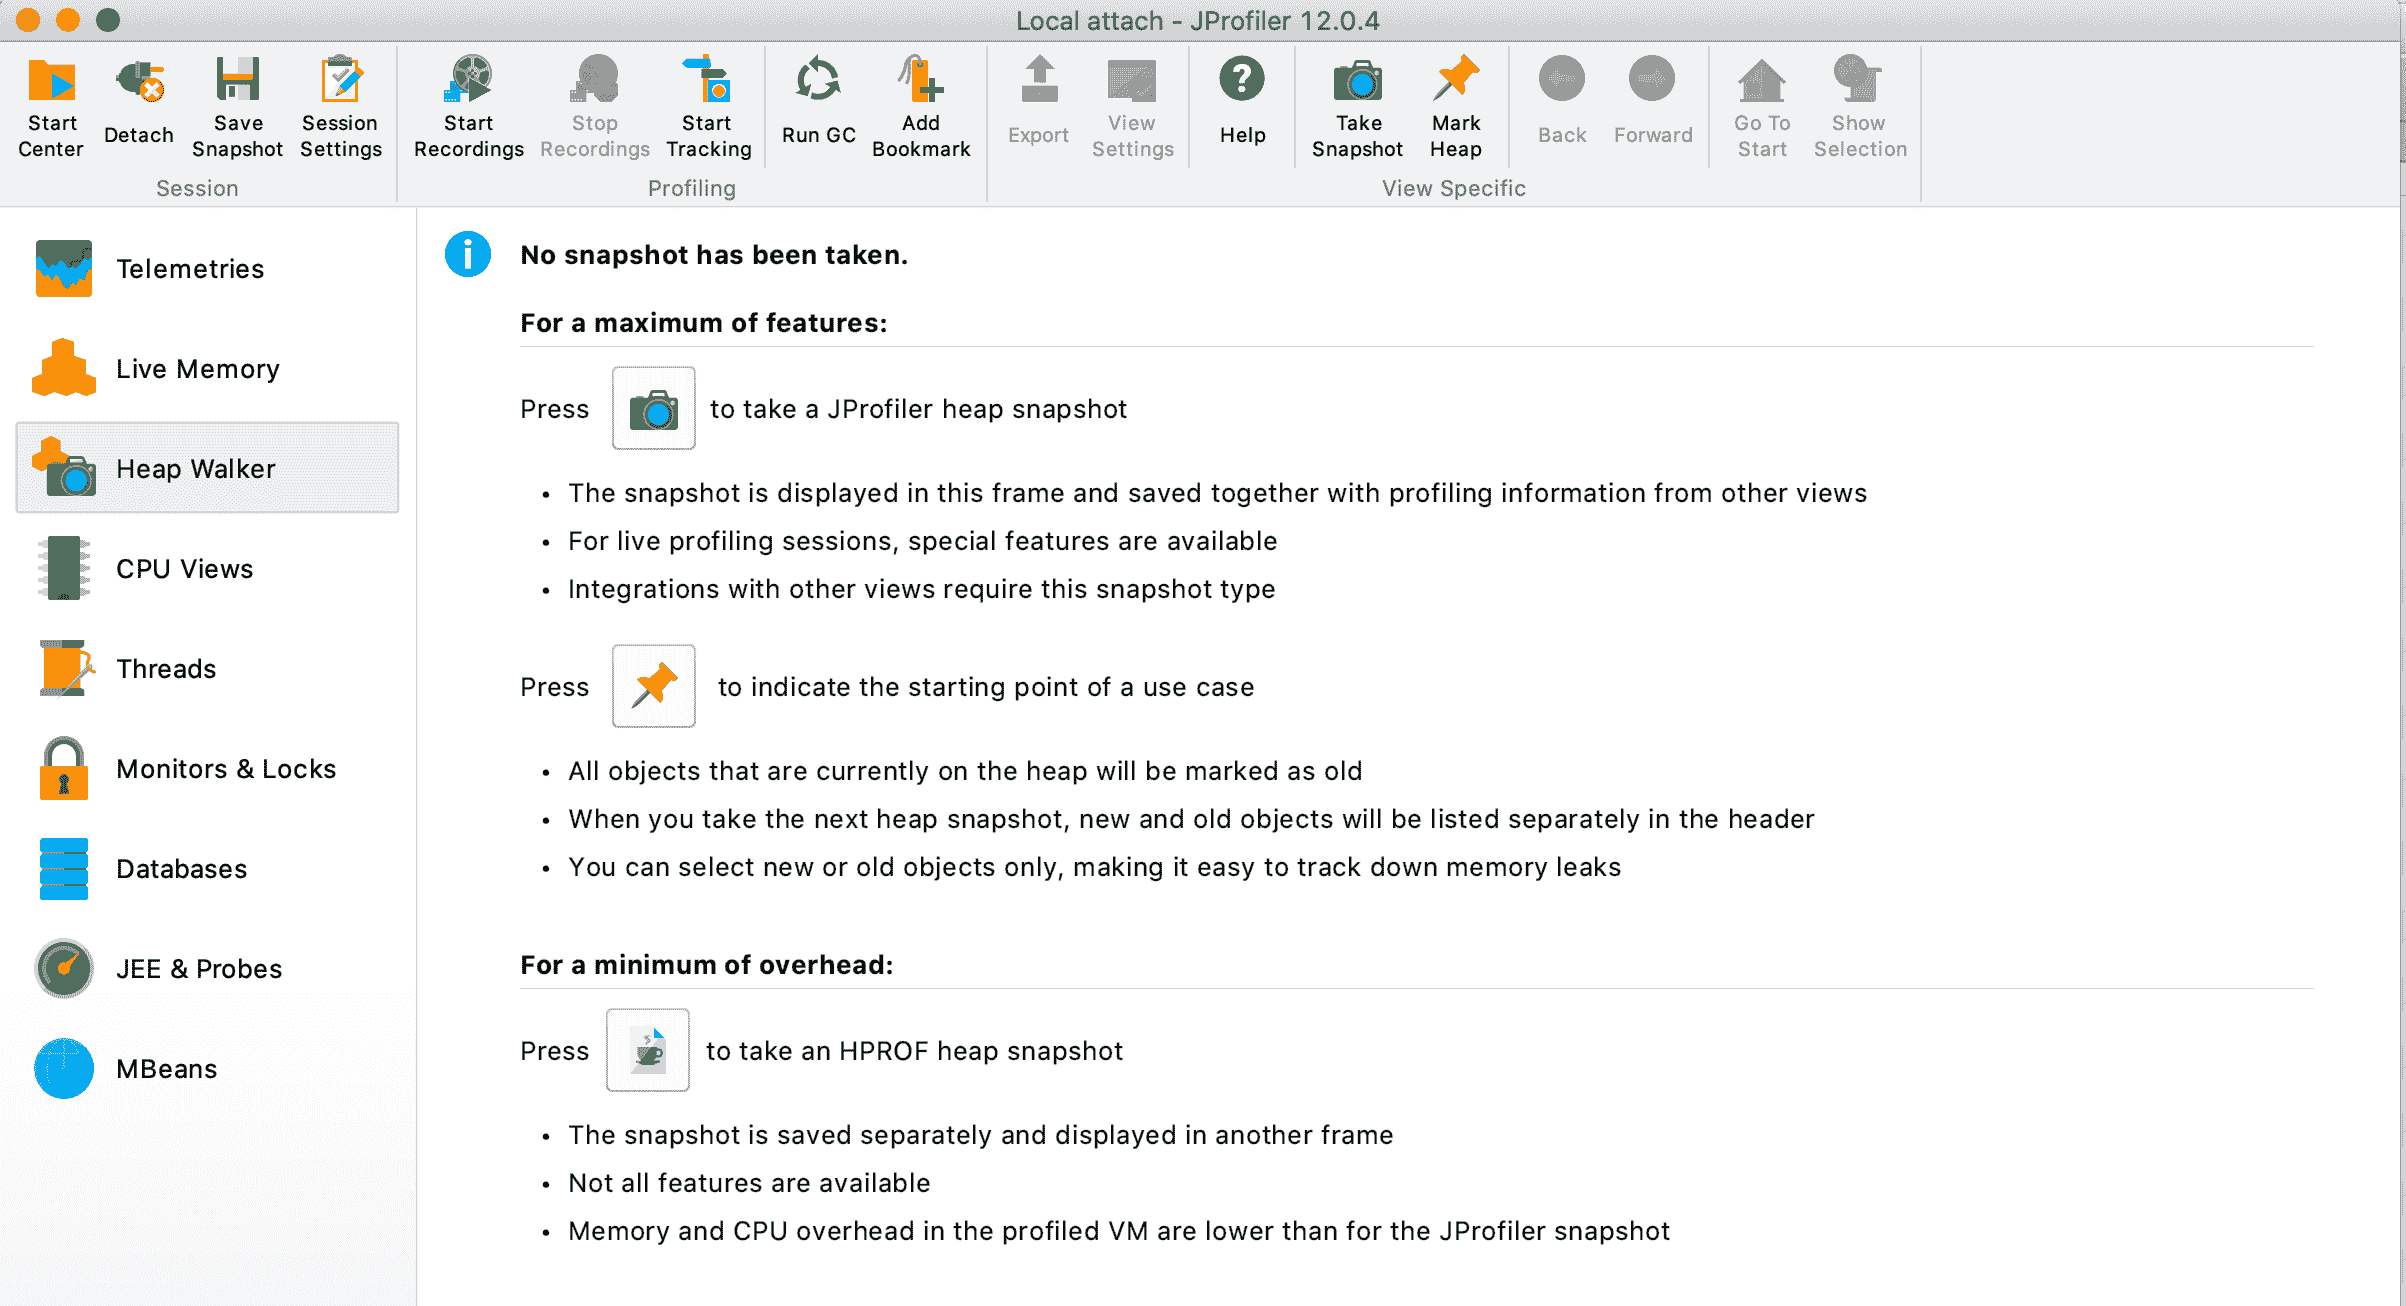 Local attach - JProfiler 12.0.4
Start Center
Detach
Save Snapshot
Session Settings
Start Recordings
Stop Recordings
Start Tracking
Run GC
Add Bookmark
Export
View Settings
Help
Take Snapshot
Mark Heap
Back
Forward
Go To Start
Show Selection
Session
Profiling
View Specific
Telemetries
Live Memory
Heap Walker
CPU Views
Threads
Monitors & Locks
Databases
JEE & Probes
MBeans
No snapshot has been taken.
For a maximum of features:
Press to take a JProfiler heap snapshot
• The snapshot is displayed in this frame and saved together with profiling information from other views
• For live profiling sessions, special features are available
• Integrations with other views require this snapshot type
Press to indicate the starting point of a use case
• All objects that are currently on the heap will be marked as old
• When you take the next heap snapshot, new and old objects will be listed separately in the header
• You can select new or old objects only, making it easy to track down memory leaks
For a minimum of overhead:
Press to take an HPROF heap snapshot
• The snapshot is saved separately and displayed in another frame
• Not all features are available
• Memory and CPU overhead in the profiled VM are lower than for the JProfiler snapshot